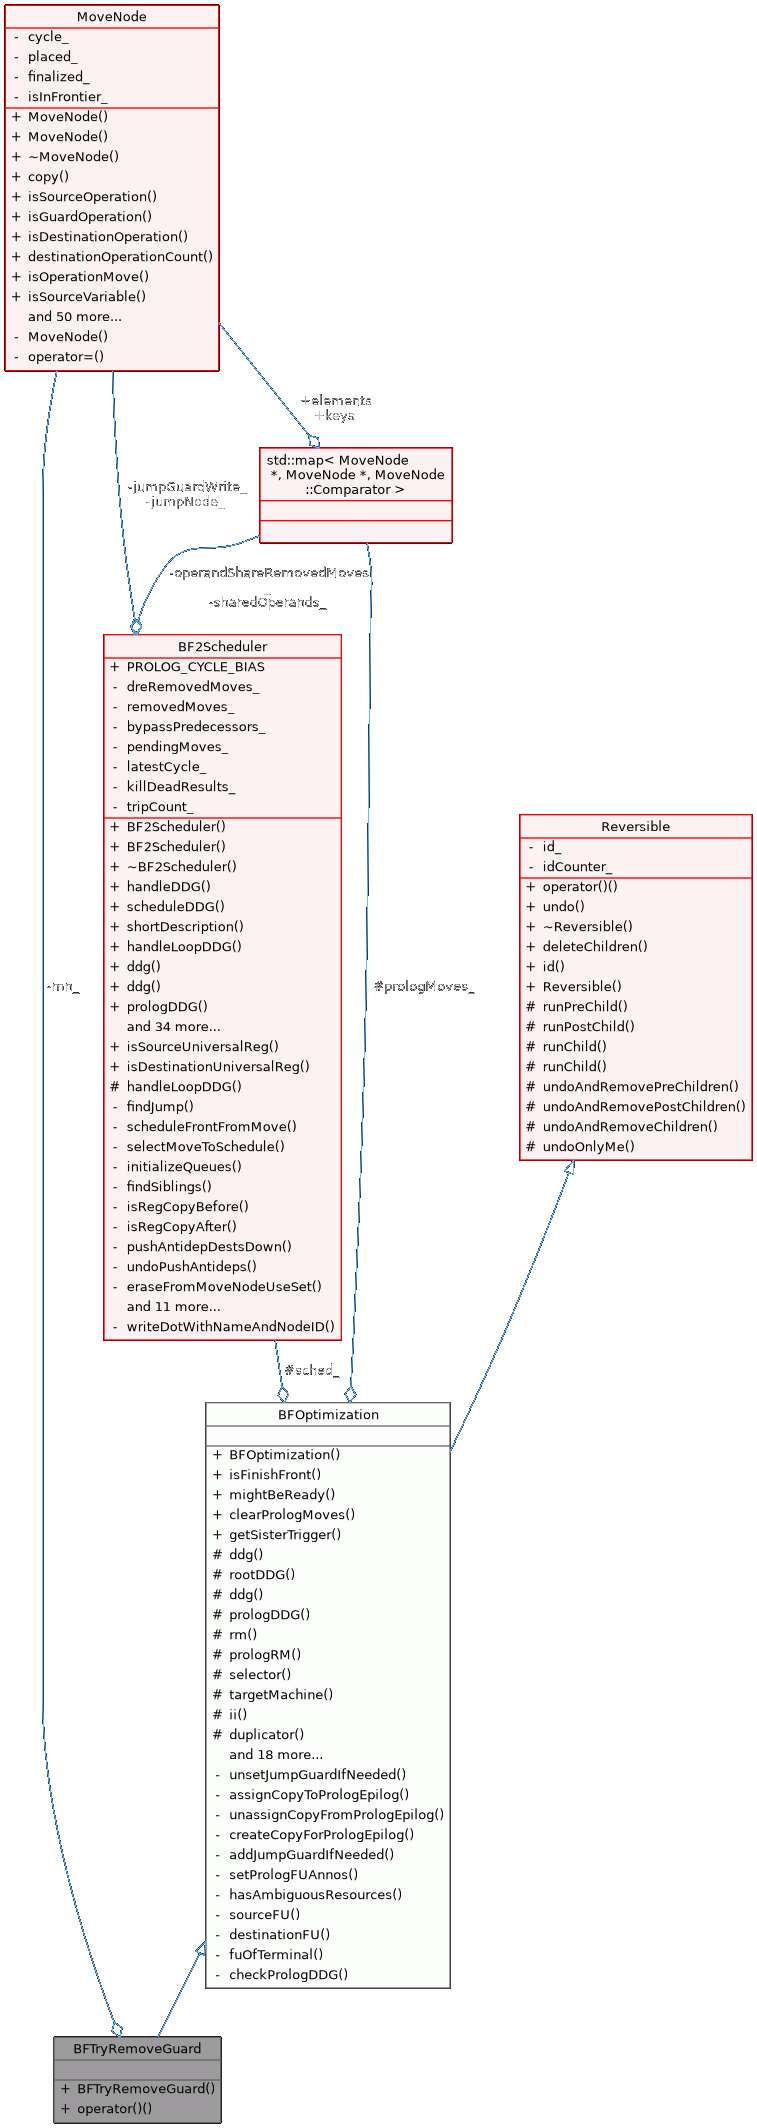 MoveNode
- cycle_
- placed_
- finalized_
- isInFrontier_
+ MoveNode()
+ MoveNode()
+ ~MoveNode()
+ copy()
+ isSourceOperation()
+ isGuardOperation()
+ isDestinationOperation()
+ destinationOperationCount()
+ isOperationMove()
+ isSourceVariable()
and 50 more...
- MoveNode()
- operator=()
+elements
+keys
std::map< MoveNode
*, MoveNode *, MoveNode
::Comparator >
-jumpGuardWrite_
-jumpNode_
-operandShareRemovedMoves
_
-sharedOperands_
BF2Scheduler
+ PROLOG_CYCLE_BIAS
- dreRemovedMoves_
- removedMoves_
- bypassPredecessors_
- pendingMoves_
- latestCycle_
- killDeadResults_
- tripCount_
+ BF2Scheduler()
+ BF2Scheduler()
+ ~BF2Scheduler()
+ handleDDG()
+ scheduleDDG()
+ shortDescription()
+ handleLoopDDG()
+ ddg()
+ ddg()
+ prologDDG()
and 34 more...
+ isSourceUniversalReg()
+ isDestinationUniversalReg()
# handleLoopDDG()
- findJump()
- scheduleFrontFromMove()
- selectMoveToSchedule()
- initializeQueues()
- findSiblings()
- isRegCopyBefore()
- isRegCopyAfter()
- pushAntidepDestsDown()
- undoPushAntideps()
- eraseFromMoveNodeUseSet()
and 11 more...
- writeDotWithNameAndNodeID()
Reversible
- id_
- idCounter_
+ operator()()
+ undo()
+ ~Reversible()
+ deleteChildren()
+ id()
+ Reversible()
# runPreChild()
# runPostChild()
# runChild()
# runChild()
# undoAndRemovePreChildren()
# undoAndRemovePostChildren()
# undoAndRemoveChildren()
# undoOnlyMe()
-mn_
#prologMoves_
#sched_
BFOptimization
+ BFOptimization()
+ isFinishFront()
+ mightBeReady()
+ clearPrologMoves()
+ getSisterTrigger()
# ddg()
# rootDDG()
# ddg()
# prologDDG()
# rm()
# prologRM()
# selector()
# targetMachine()
# ii()
# duplicator()
and 18 more...
- unsetJumpGuardIfNeeded()
- assignCopyToPrologEpilog()
- unassignCopyFromPrologEpilog()
- createCopyForPrologEpilog()
- addJumpGuardIfNeeded()
- setPrologFUAnnos()
- hasAmbiguousResources()
- sourceFU()
- destinationFU()
- fuOfTerminal()
- checkPrologDDG()
BFTryRemoveGuard
+ BFTryRemoveGuard()
+ operator()()